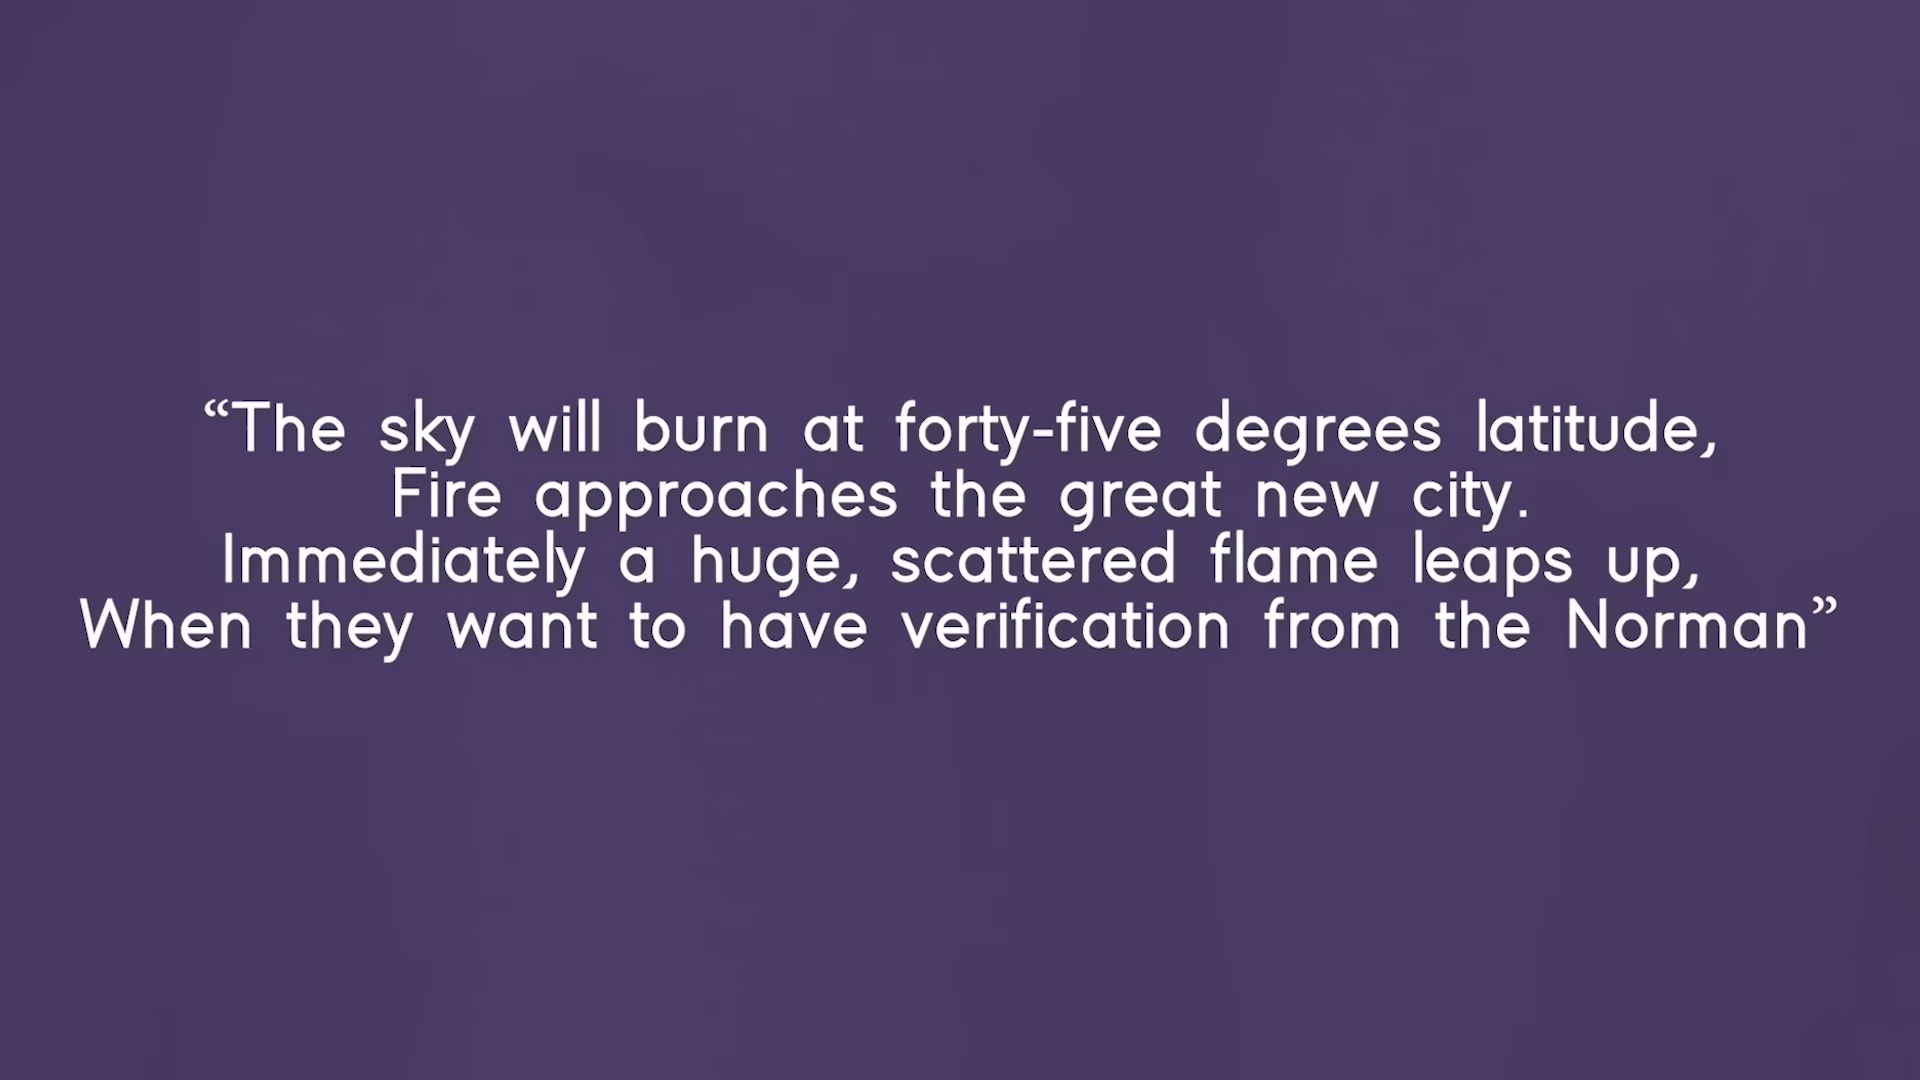 “The sky will burn at forty-five degrees latitude,
Fire approaches the great new city.
Immediately a huge, scattered flame leaps up,
When they want to have verification from the Norman”